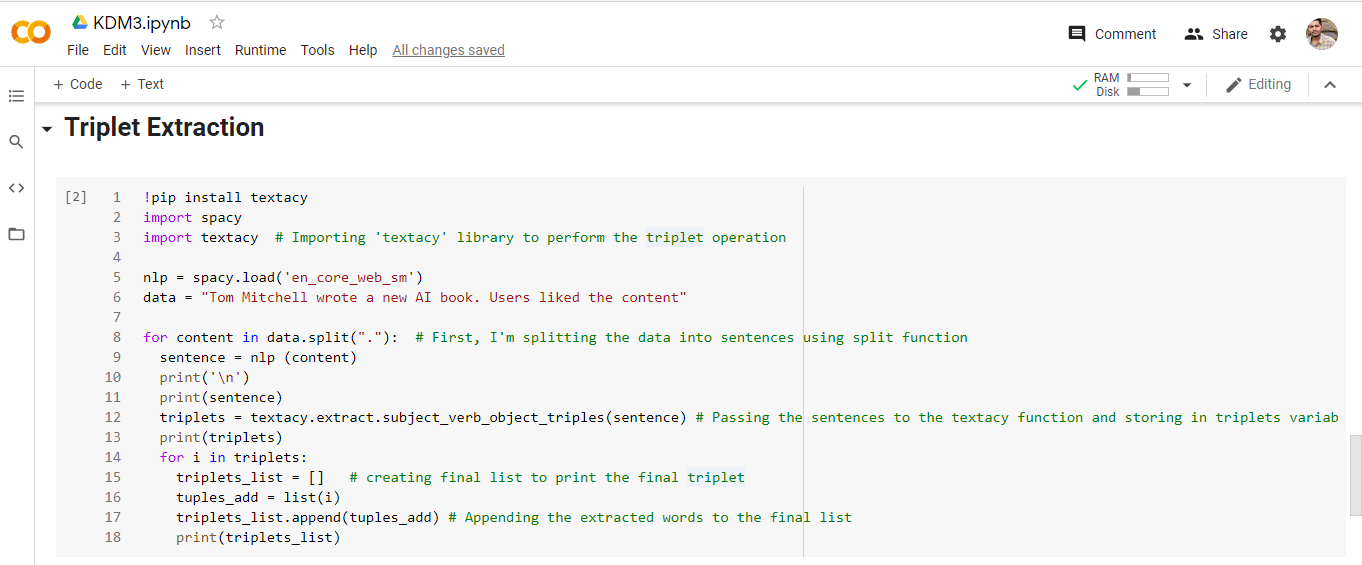 KDM3.ipynb
File Edit View Insert Runtime Tools Help All changes saved
Comment Share
+ Code + Text
RAM
Disk
Editing
Triplet Extraction
[2]
1 !pip install textacy
2 import spacy
3 import textacy  # Importing 'textacy' library to perform the triplet operation
4
5 nlp = spacy.load('en_core_web_sm')
6 data = "Tom Mitchell wrote a new AI book. Users liked the content"
7
8 for content in data.split("."):  # First, I'm splitting the data into sentences using split function
9   sentence = nlp (content)
10   print('\n')
11   print(sentence)
12   triplets = textacy.extract.subject_verb_object_triples(sentence) # Passing the sentences to the textacy function and storing in triplets variab
13   print(triplets)
14   for i in triplets:
15     triplets_list = []   # creating final list to print the final triplet
16     tuples_add = list(i)
17     triplets_list.append(tuples_add) # Appending the extracted words to the final list
18     print(triplets_list)